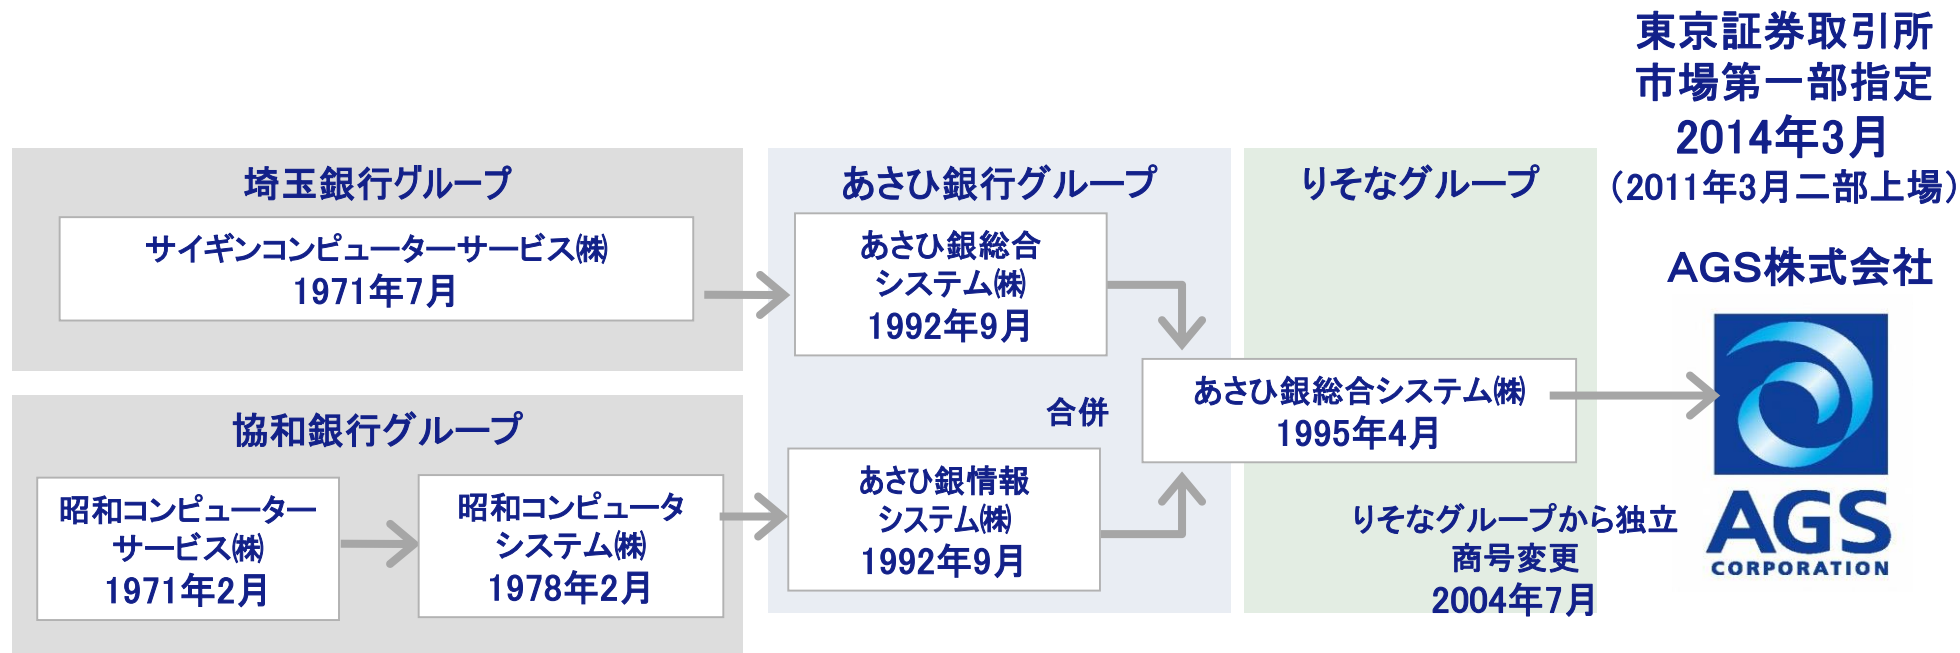 東京証券取引所
市場第一部指定
2014年3月
（2011年3月二部上場）
埼玉銀行グループ
サイギンコンピューターサービス㈱
1971年7月
協和銀行グループ
昭和コンピューター
サービス㈱
1971年2月
昭和コンピュータ
システム㈱
1978年2月
あさひ銀行グループ
あさひ銀総合
システム㈱
1992年9月
合併
あさひ銀情報
システム㈱
1992年9月
りそなグループ
あさひ銀総合システム㈱
1995年4月
りそなグループから独立
商号変更
2004年7月
ＡＧＳ株式会社
AGS
CORPORATION